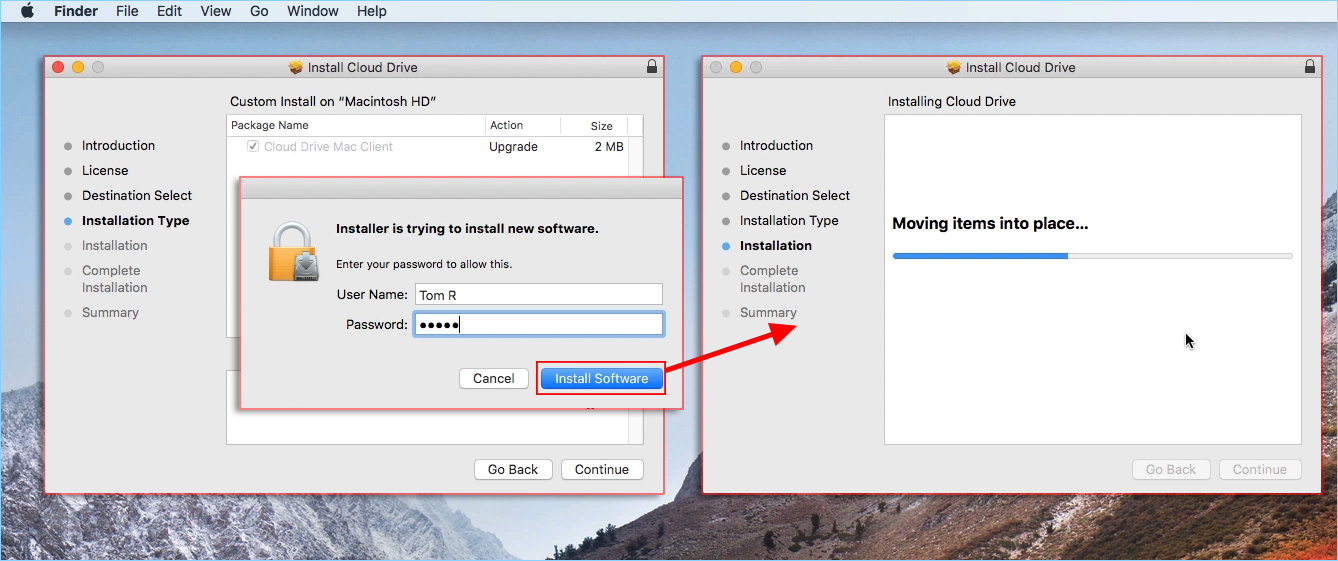 Finder File Edit View Go Window Help
Install Cloud Drive
Custom Install on “Macintosh HD”
Package Name Action Size
Cloud Drive Mac Client Upgrade 2 MB
Introduction
License
Destination Select
Installation Type
Installation
Complete
Installation
Summary
Installer is trying to install new software.
Enter your password to allow this.
User Name: Tom R
Password: •••••
Cancel Install Software
Go Back Continue
Install Cloud Drive
Installing Cloud Drive
Introduction
License
Destination Select
Installation Type
Installation
Complete
Installation
Summary
Moving items into place...
Go Back Continue